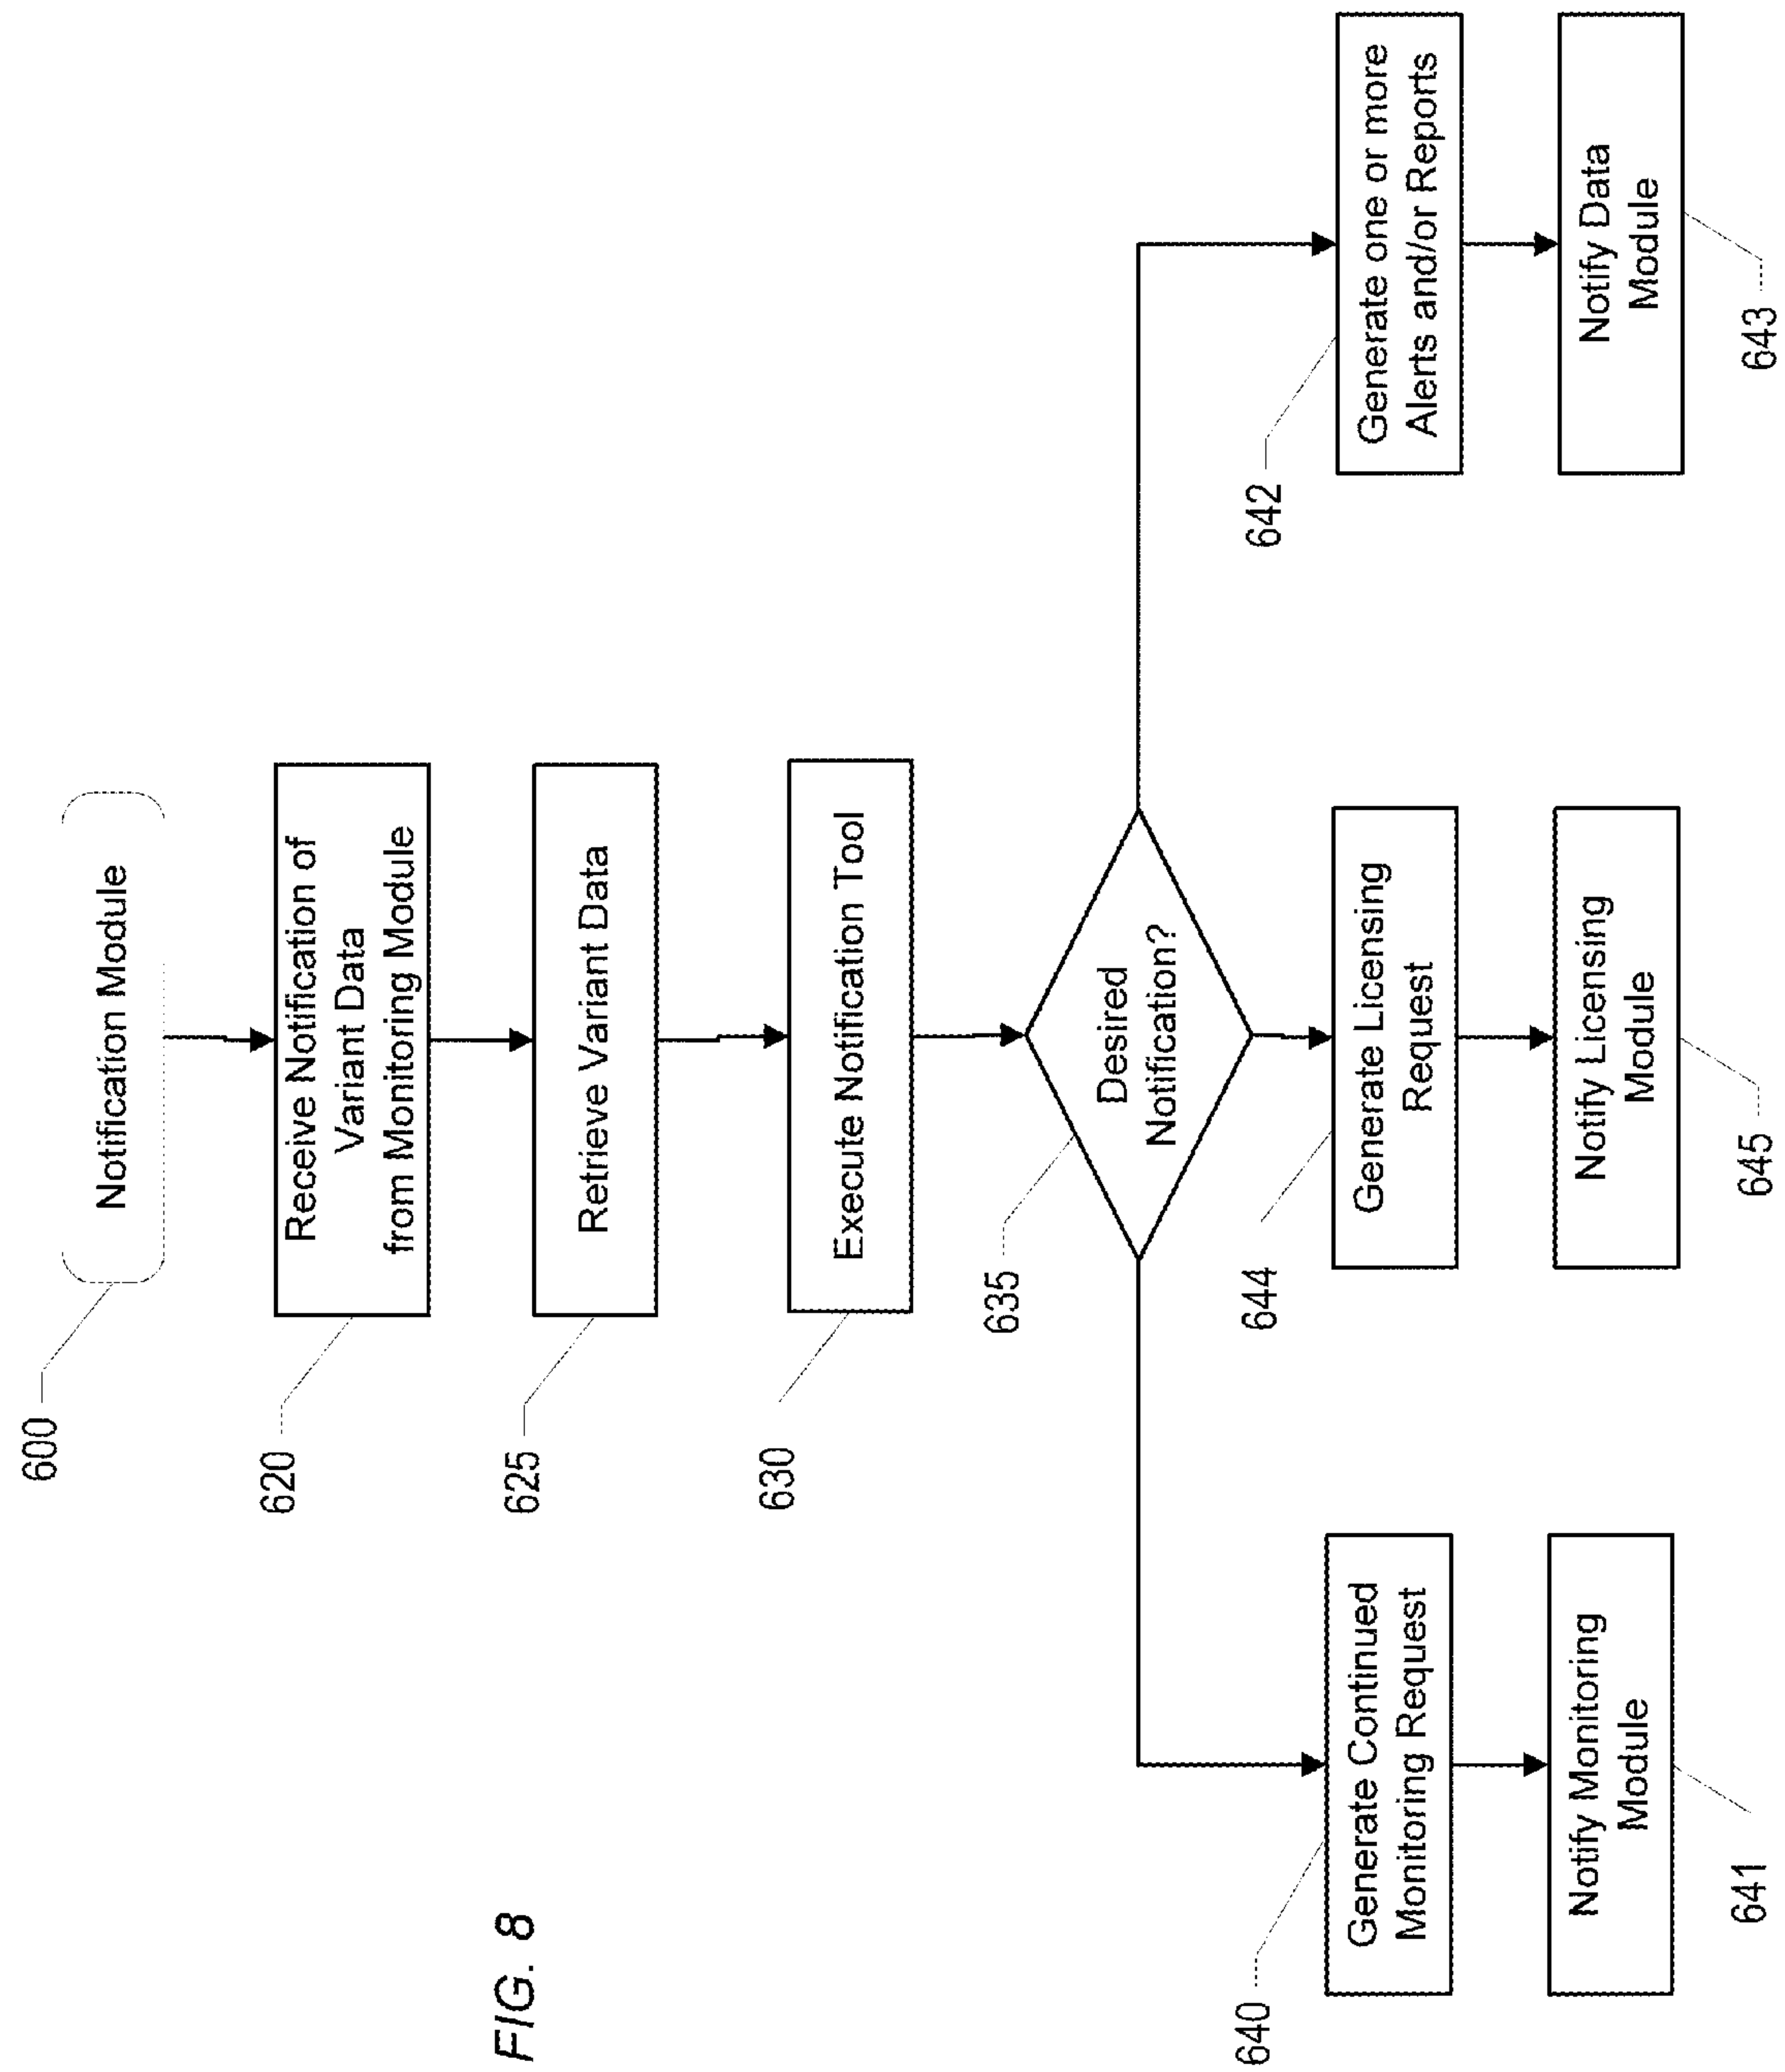 600
Notification Module
620
Receive Notification of
Variant Data
from Monitoring Module
625
Retrieve Variant Data
630
Execute Notification Tool
635
Desired
Notification?
640
Generate Continued
Monitoring Request
641
Notify Monitoring
Module
644
Generate Licensing
Request
645
Notify Licensing
Module
642
Generate one or more
Alerts and/or Reports
643
Notify Data
Module
FIG. 8